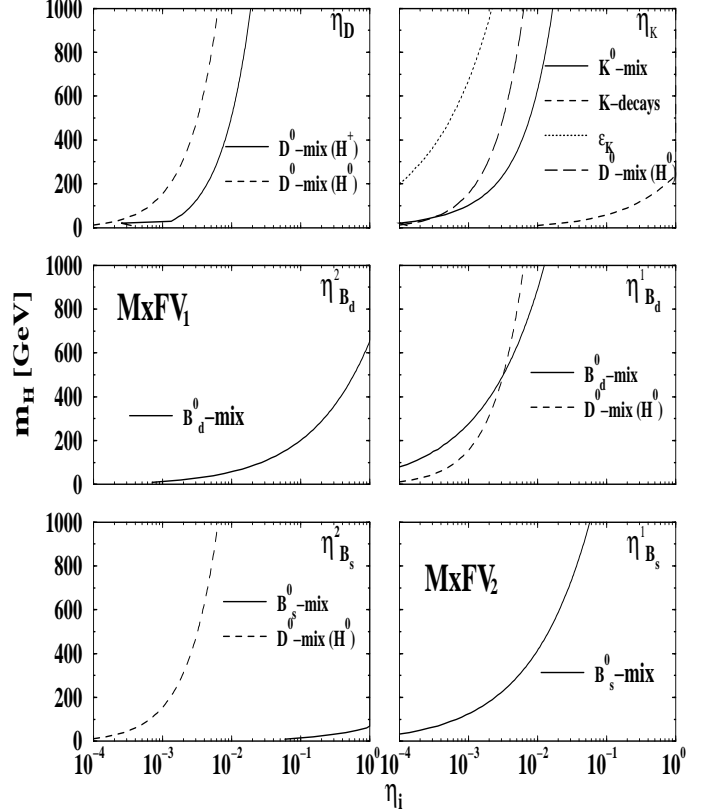 1000
800
600
400
200
0
η_D
D^0-mix (H^+)
D^0-mix (H^0)
η_K
K^0-mix
K-decays
ε_K
D^0-mix (H^0)
m_H [GeV]
1000
800
600
400
200
0
MxFV_1
η^2_{B_d}
B^0_d-mix
η^1_{B_d}
B^0_d-mix
D^0-mix (H^0)
1000
800
600
400
200
0
η^2_{B_s}
B^0_s-mix
D^0-mix (H^0)
MxFV_2
η^1_{B_s}
B^0_s-mix
10^{-4} 10^{-3} 10^{-2} 10^{-1} 10^0 10^{-4} 10^{-3} 10^{-2} 10^{-1} 10^0
η_i